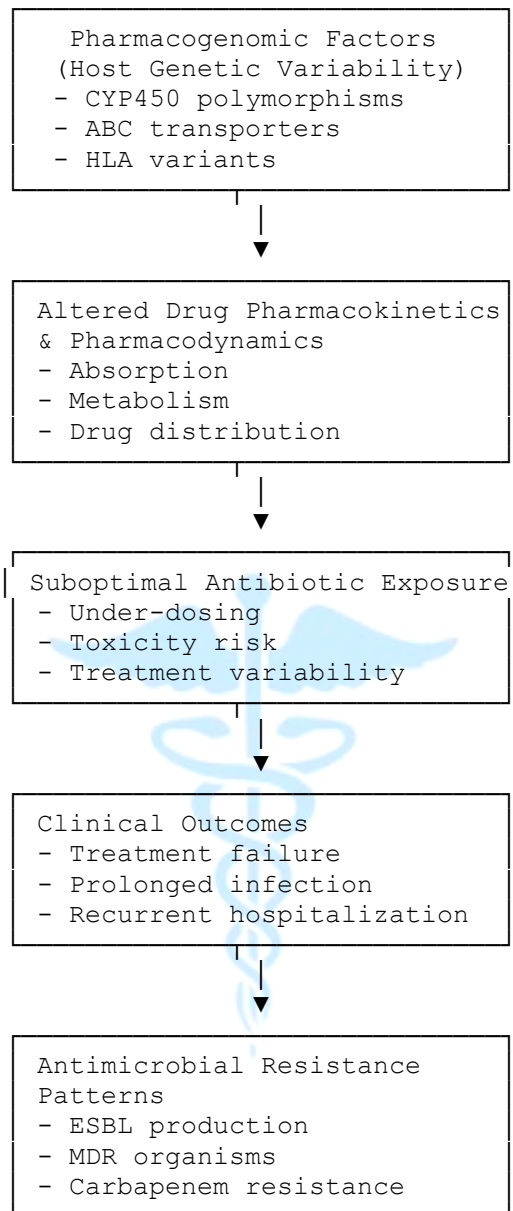 Pharmacogenomic Factors
(Host Genetic Variability)
- CYP450 polymorphisms
- ABC transporters
- HLA variants
Altered Drug Pharmacokinetics
& Pharmacodynamics
- Absorption
- Metabolism
- Drug distribution
Suboptimal Antibiotic Exposure
- Under-dosing
- Toxicity risk
- Treatment variability
Clinical Outcomes
- Treatment failure
- Prolonged infection
- Recurrent hospitalization
Antimicrobial Resistance
Patterns
- ESBL production
- MDR organisms
- Carbapenem resistance